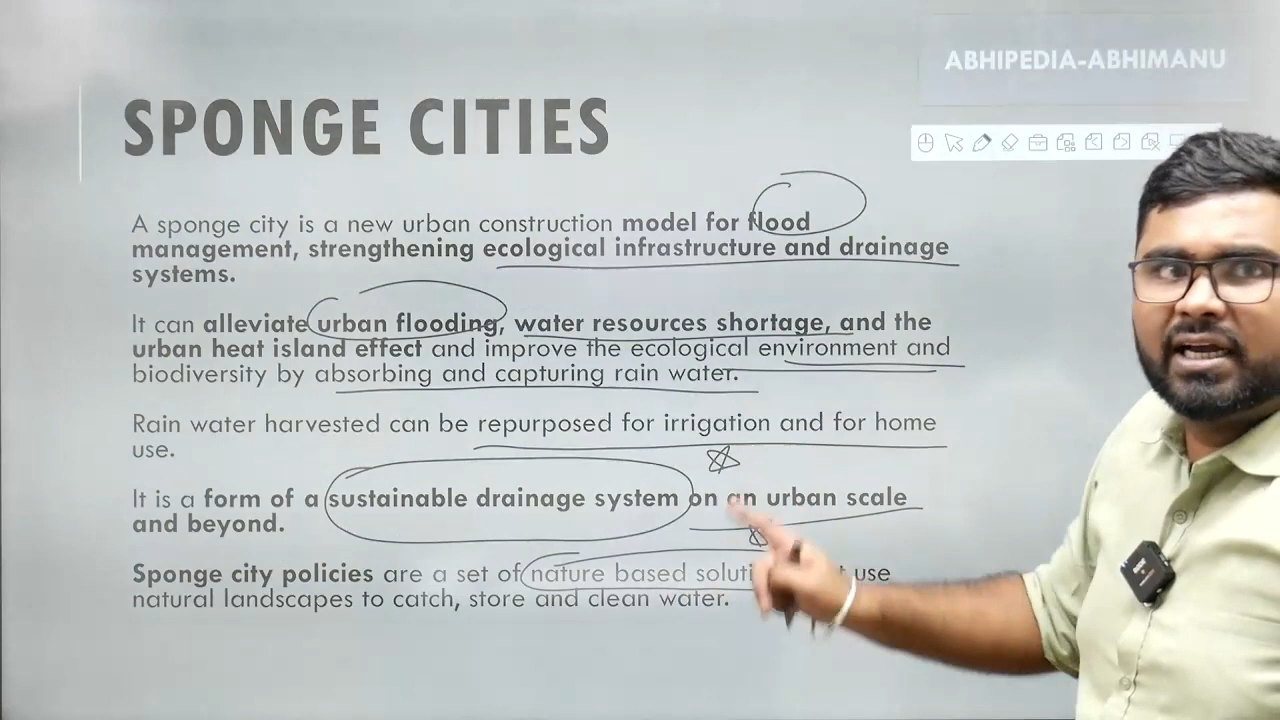 ABHIPEDIA-ABHIMANU
SPONGE CITIES
A sponge city is a new urban construction model for flood
management, strengthening ecological infrastructure and drainage
systems.
It can alleviate urban flooding, water resources shortage, and the
urban heat island effect and improve the ecological environment and
biodiversity by absorbing and capturing rain water.
Rain water harvested can be repurposed for irrigation and for home
use.
It is a form of a sustainable drainage system on an urban scale
and beyond.
Sponge city policies are a set of nature based use
natural landscapes to catch, store and clean water.